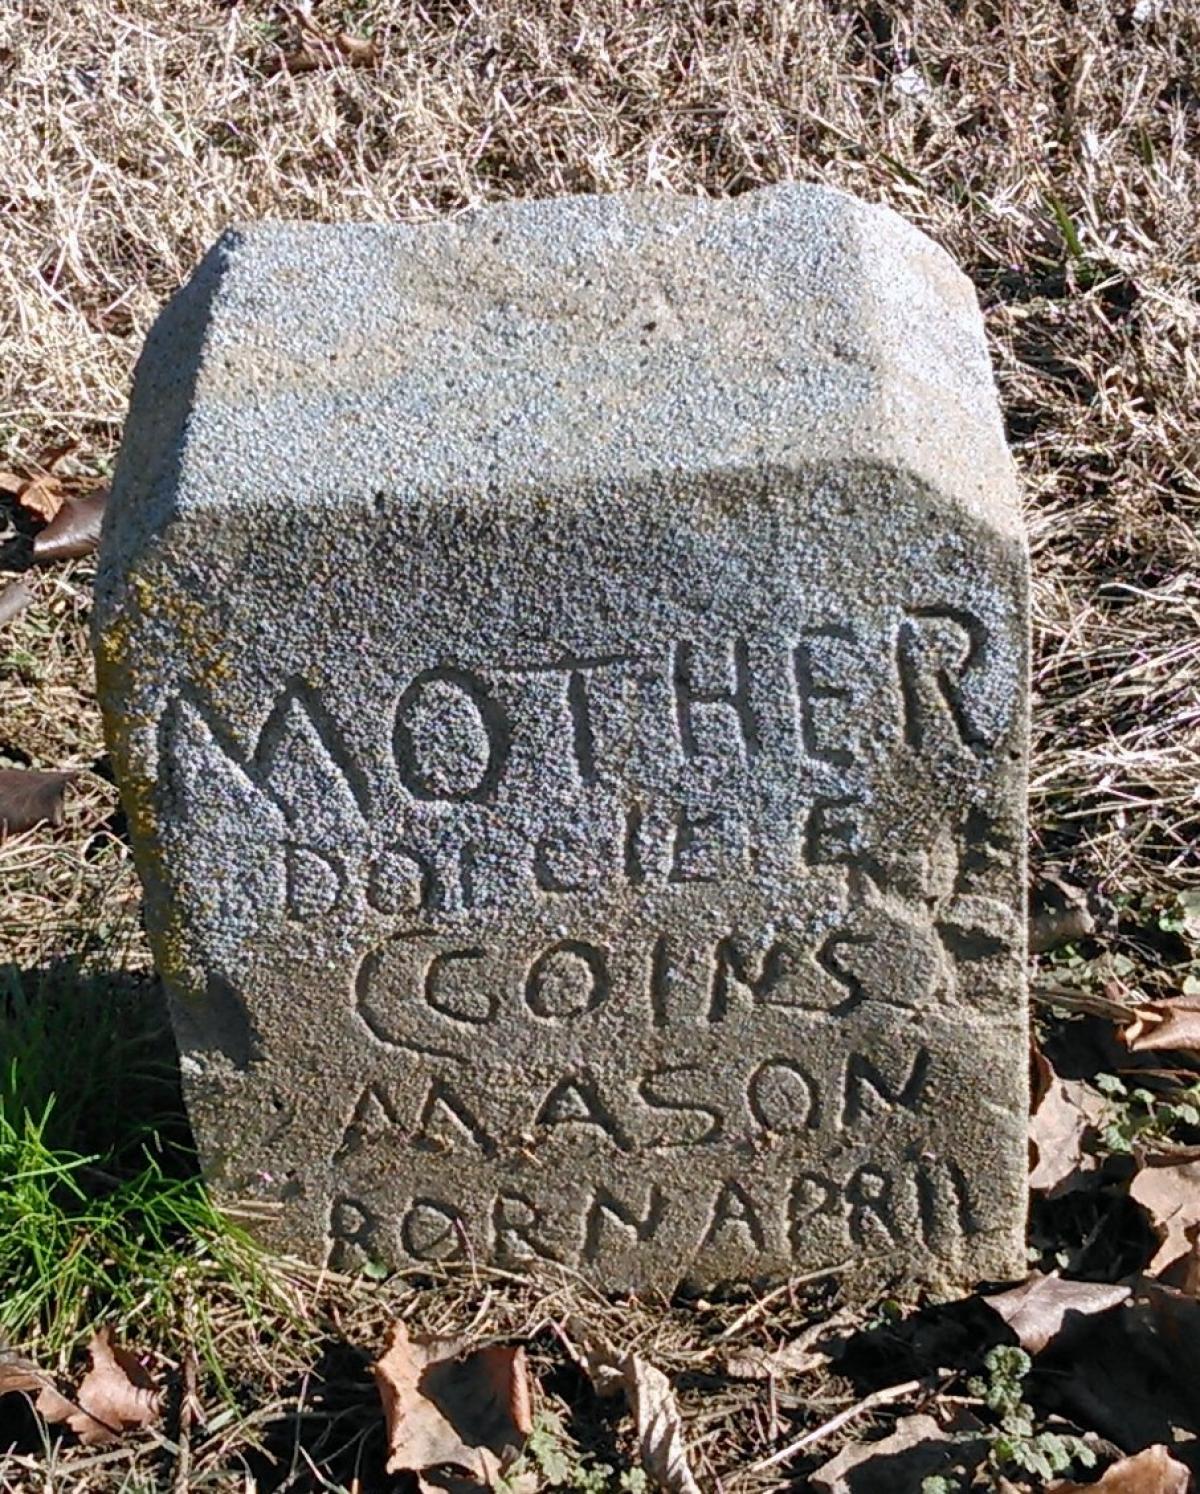 MOTHER
(GOINS
MASON
BORN APRIL